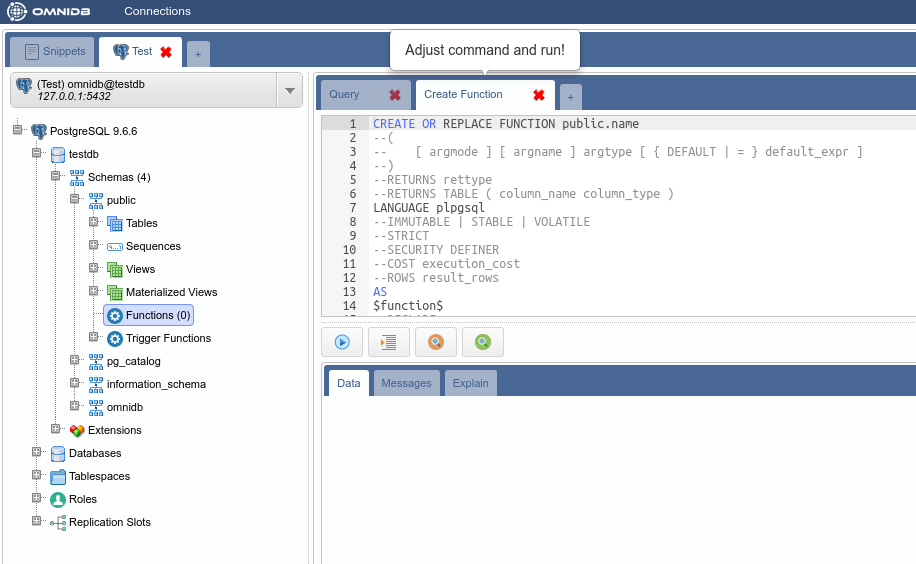 OMNIDB Connections
Snippets Test +
Adjust command and run!
(Test) omnidb@testdb
127.0.0.1:5432
PostgreSQL 9.6.6
testdb
Schemas (4)
public
Tables
Sequences
Views
Materialized Views
Functions (0)
Trigger Functions
pg_catalog
information_schema
omnidb
Extensions
Databases
Tablespaces
Roles
Replication Slots
Query Create Function +
1 CREATE OR REPLACE FUNCTION public.name
2 --(
3 --    [ argmode ] [ argname ] argtype [ { DEFAULT | = } default_expr ]
4 --)
5 --RETURNS rettype
6 --RETURNS TABLE ( column_name column_type )
7 LANGUAGE plpgsql
8 --IMMUTABLE | STABLE | VOLATILE
9 --STRICT
10 --SECURITY DEFINER
11 --COST execution_cost
12 --ROWS result_rows
13 AS
14 $function$
Data Messages Explain